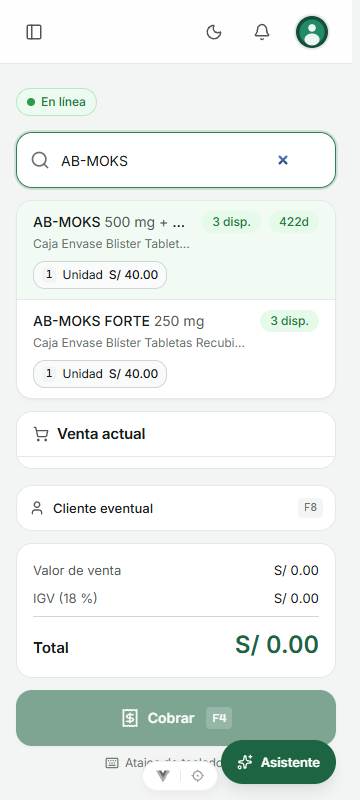 En línea
AB-MOKS
AB-MOKS 500 mg + ... 3 disp. 422d
Caja Envase Blister Tablet...
1 Unidad S/ 40.00
AB-MOKS FORTE 250 mg 3 disp.
Caja Envase Blister Tabletas Recubi...
1 Unidad S/ 40.00
Venta actual
Cliente eventual F8
Valor de venta S/ 0.00
IGV (18 %) S/ 0.00
Total S/ 0.00
Cobrar F4
Asistente